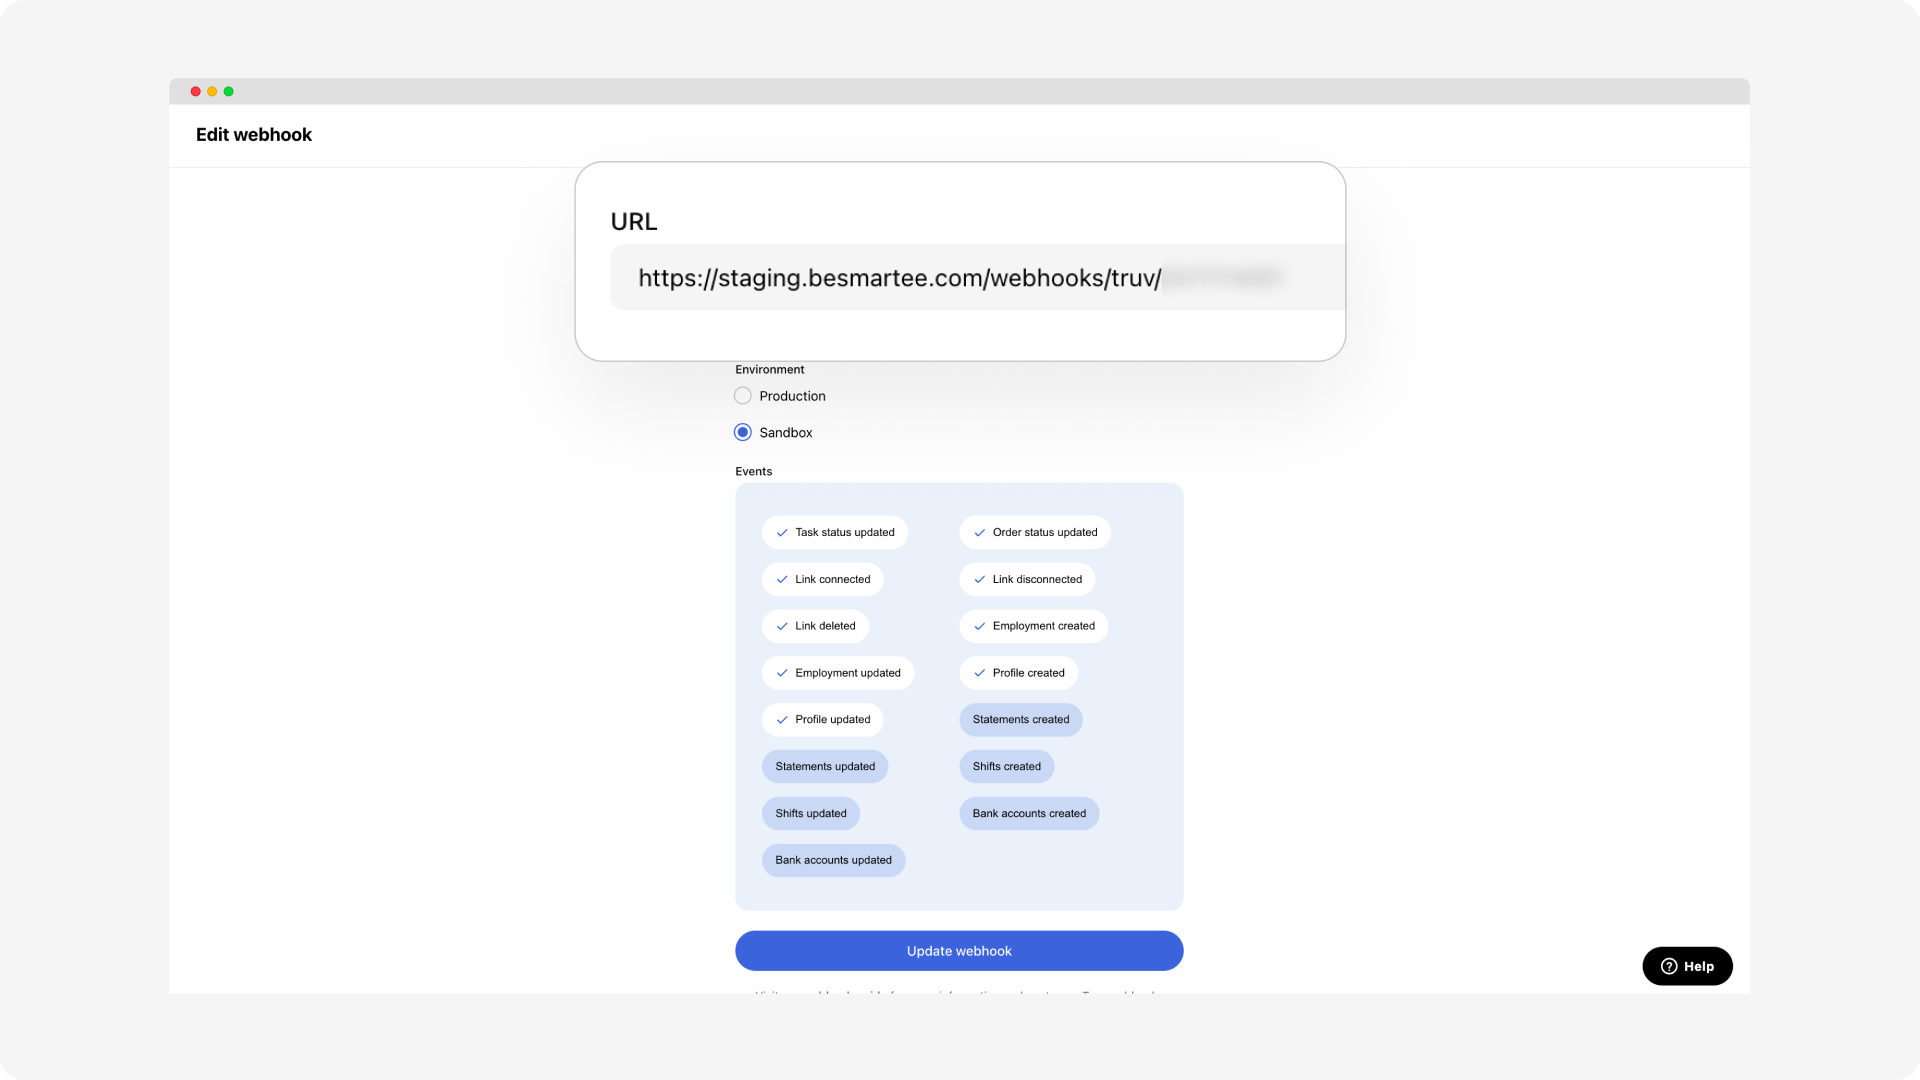 Edit webhook
URL
https://staging.besmartee.com/webhooks/truv/
Environment
Production
Sandbox
Events
Task status updated
Order status updated
Link connected
Link disconnected
Link deleted
Employment created
Employment updated
Profile created
Profile updated
Statements created
Statements updated
Shifts created
Shifts updated
Bank accounts created
Bank accounts updated
Update webhook
Help